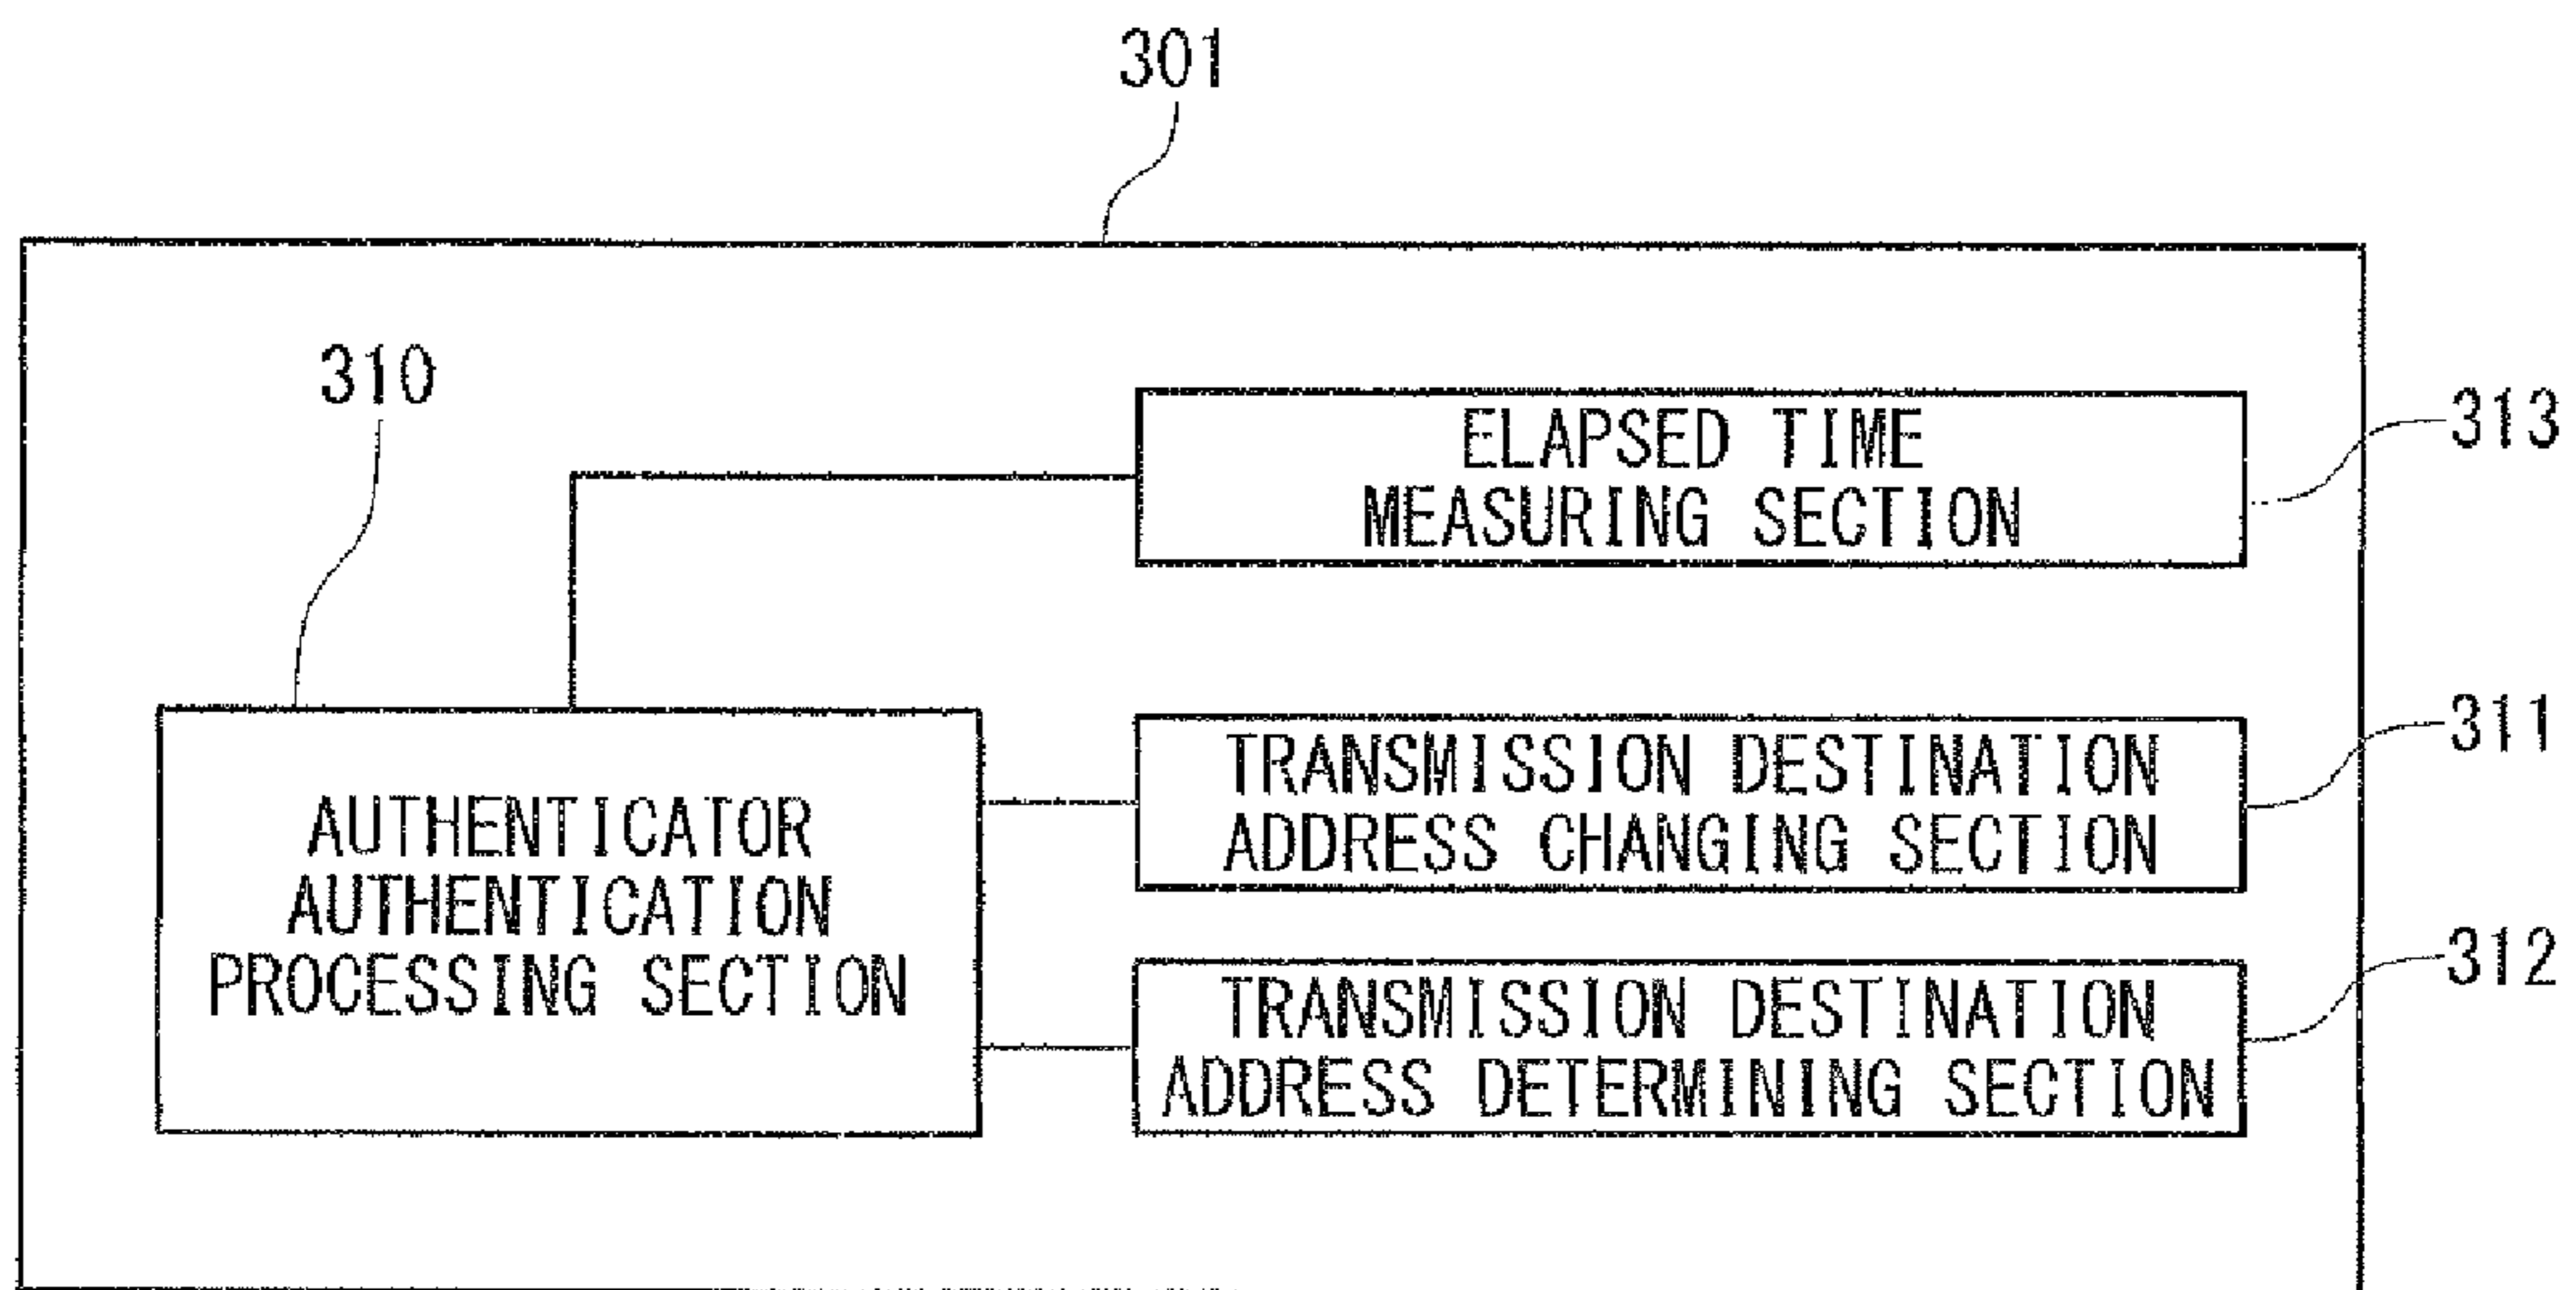 301
310
ELAPSED TIME
MEASURING SECTION
313
TRANSMISSION DESTINATION
ADDRESS CHANGING SECTION
311
AUTHENTICATOR
AUTHENTICATION
PROCESSING SECTION
TRANSMISSION DESTINATION
ADDRESS DETERMINING SECTION
312